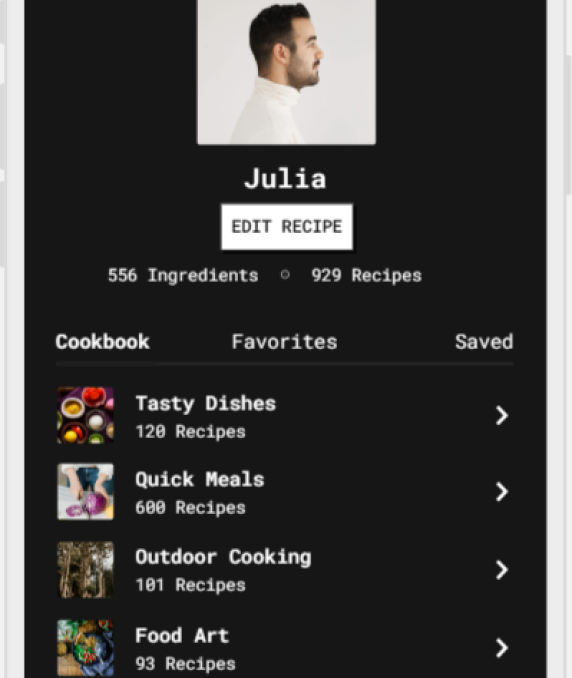 Julia
EDIT RECIPE
556 Ingredients ○ 929 Recipes
Cookbook Favorites Saved
Tasty Dishes
120 Recipes
Quick Meals
600 Recipes
Outdoor Cooking
101 Recipes
Food Art
93 Recipes